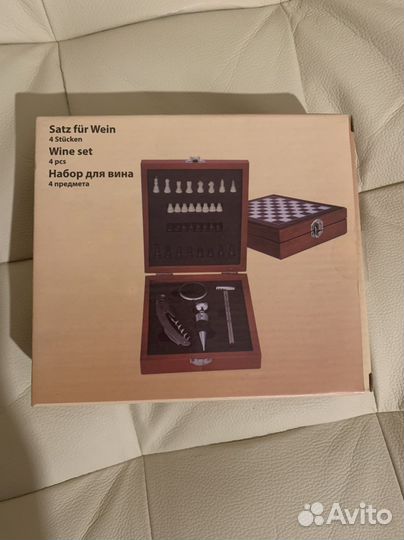 Satz für Wein
4 Stücken
Wine set
4 pcs
Набор для вина
4 предмета
Avito